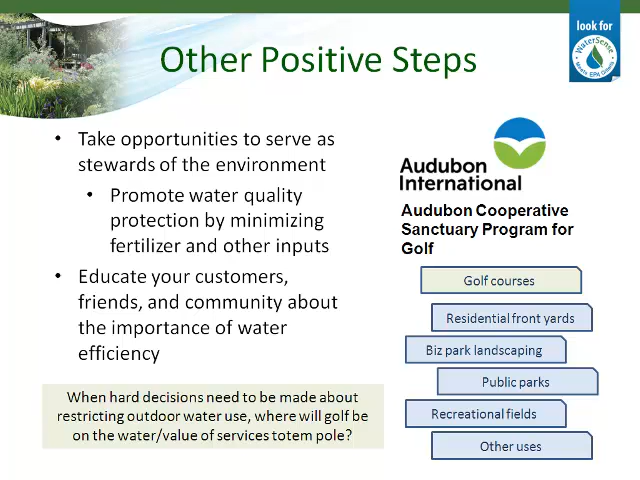 look for
WaterSense
Meets EPA Criteria
Other Positive Steps
• Take opportunities to serve as
stewards of the environment
• Promote water quality
protection by minimizing
fertilizer and other inputs
• Educate your customers,
friends, and community about
the importance of water
efficiency
When hard decisions need to be made about
restricting outdoor water use, where will golf be
on the water/value of services totem pole?
Audubon
International
Audubon Cooperative
Sanctuary Program for
Golf
Golf courses
Residential front yards
Biz park landscaping
Public parks
Recreational fields
Other uses